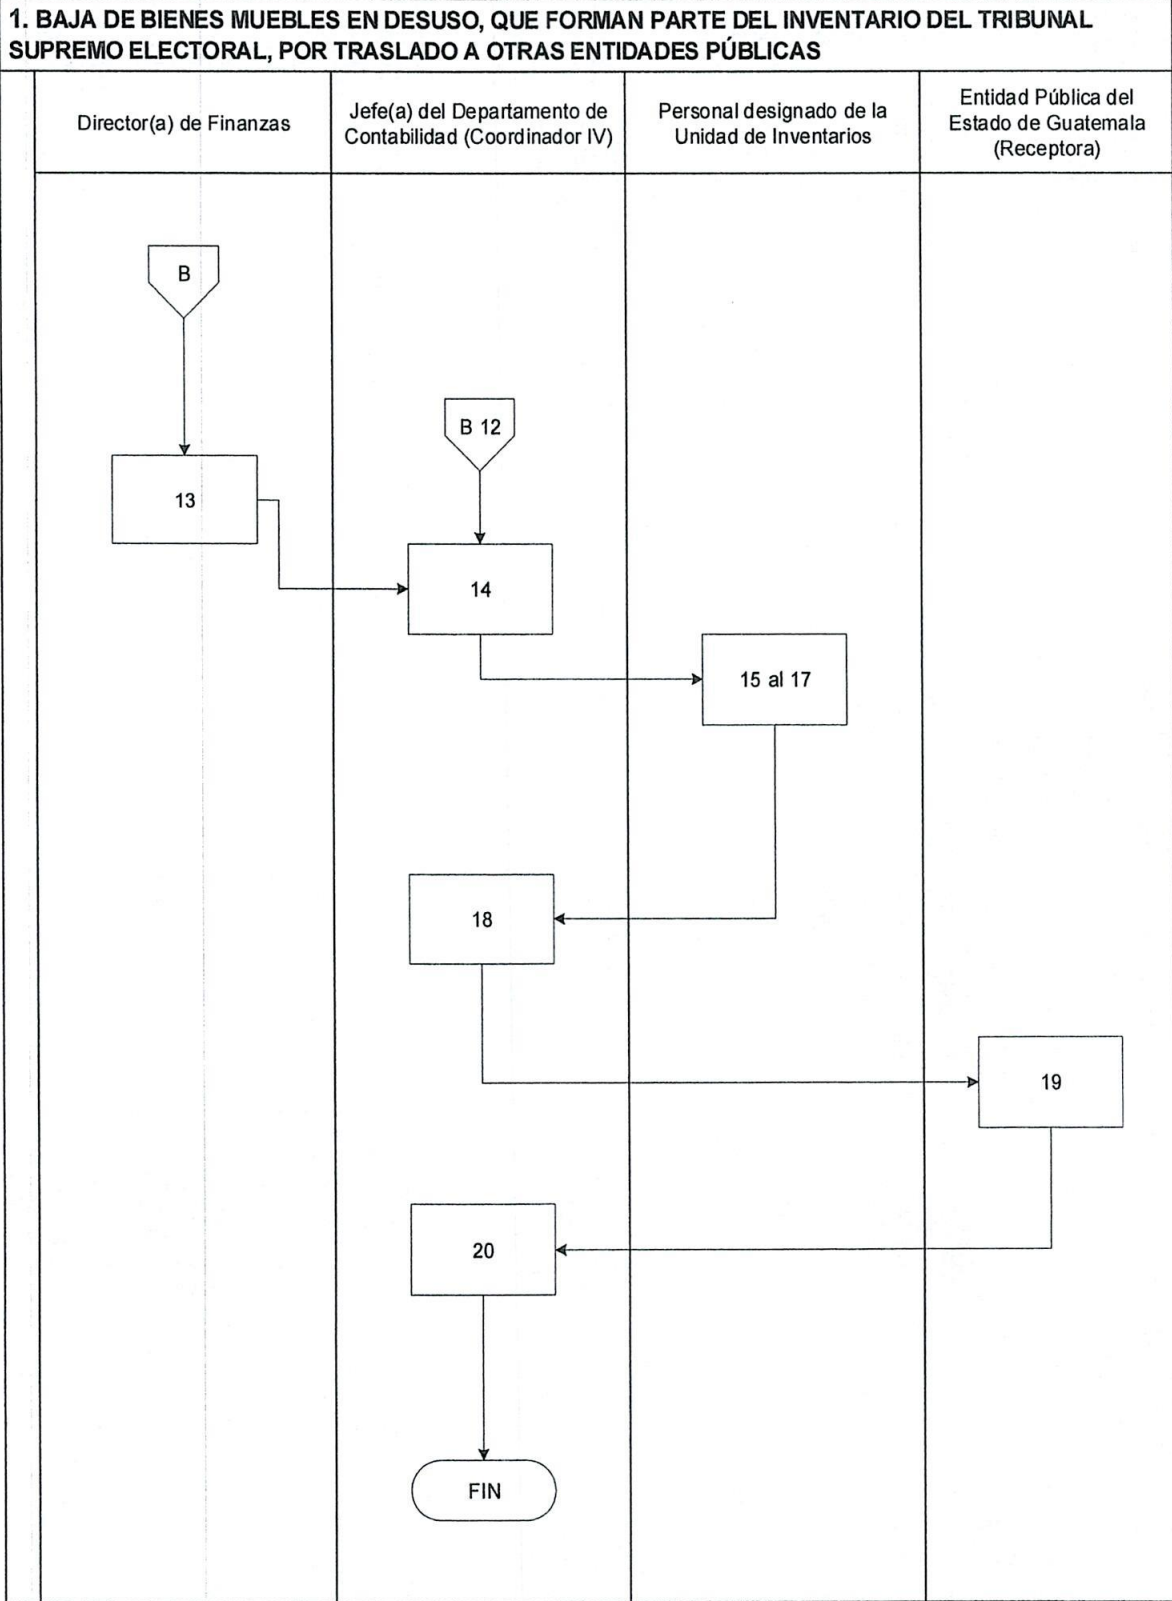 1. BAJA DE BIENES MUEBLES EN DESUSO, QUE FORMAN PARTE DEL INVENTARIO DEL TRIBUNAL
SUPREMO ELECTORAL, POR TRASLADO A OTRAS ENTIDADES PÚBLICAS
Director(a) de Finanzas
Jefe(a) del Departamento de
Contabilidad (Coordinador IV)
Personal designado de la
Unidad de Inventarios
Entidad Pública del
Estado de Guatemala
(Receptora)
B
B 12
13
14
15 al 17
18
19
20
FIN